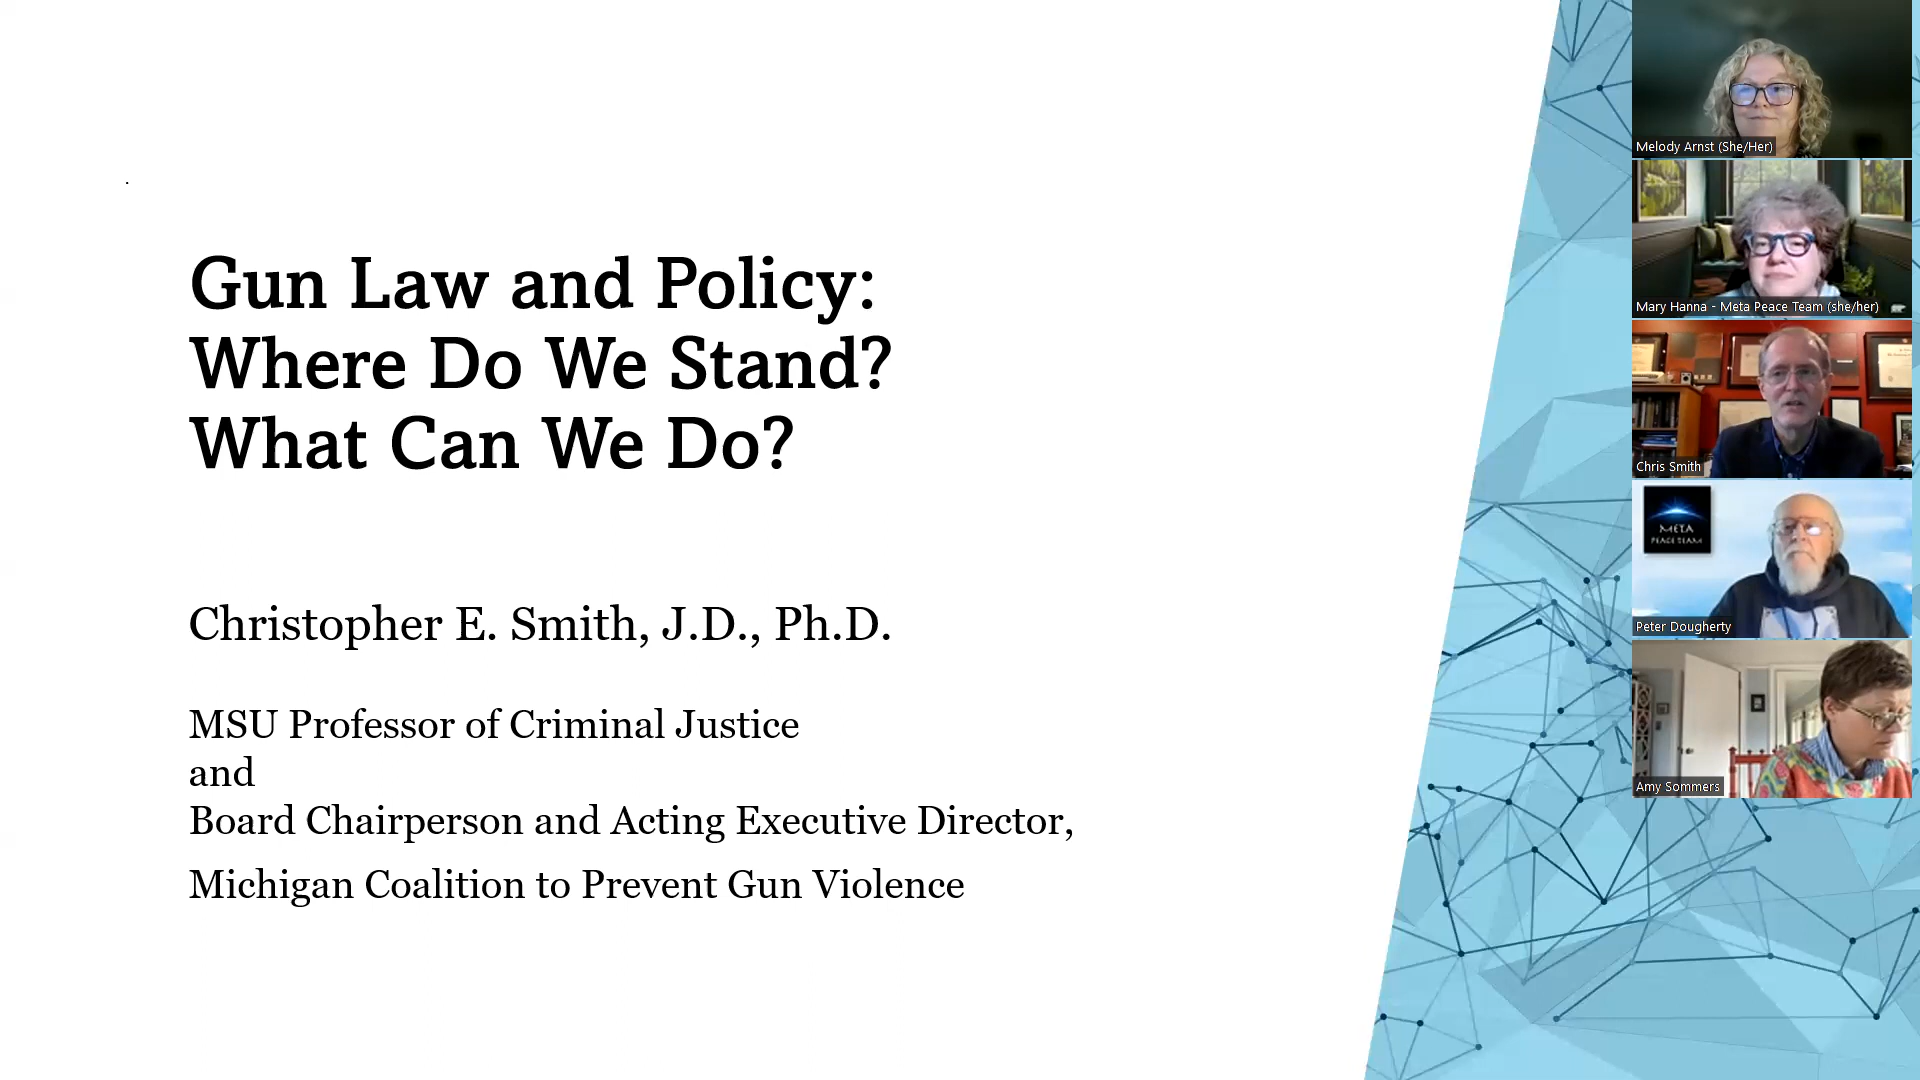 Gun Law and Policy:
Where Do We Stand?
What Can We Do?
Christopher E. Smith, J.D., Ph.D.
MSU Professor of Criminal Justice
and
Board Chairperson and Acting Executive Director,
Michigan Coalition to Prevent Gun Violence
Melody Arnst (She/Her)
Mary Hanna - Meta Peace Team (she/her)
Chris Smith
META
PEACE TEAM
Peter Dougherty
Amy Sommers